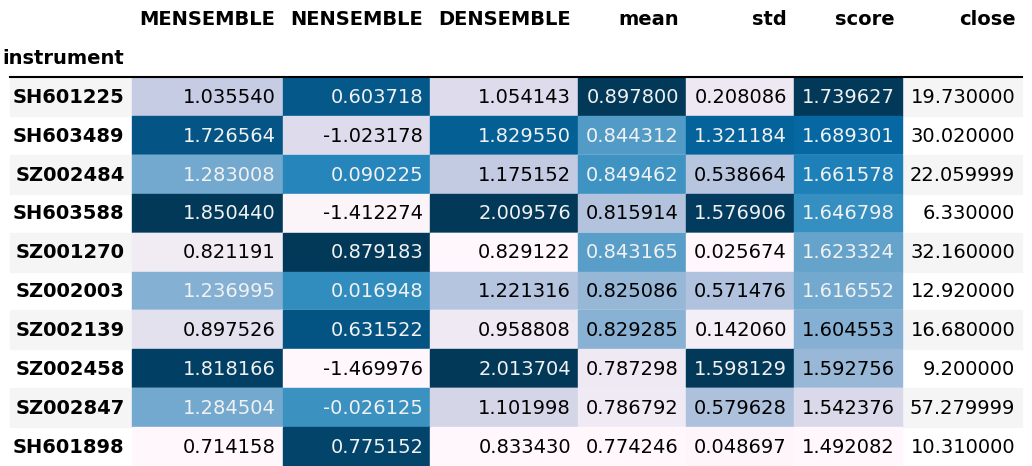 MENSEMBLE NENSEMBLE DENSEMBLE mean std score close
instrument
SH601225 1.035540 0.603718 1.054143 0.897800 0.208086 1.739627 19.730000
SH603489 1.726564 -1.023178 1.829550 0.844312 1.321184 1.689301 30.020000
SZ002484 1.283008 0.090225 1.175152 0.849462 0.538664 1.661578 22.059999
SH603588 1.850440 -1.412274 2.009576 0.815914 1.576906 1.646798 6.330000
SZ001270 0.821191 0.879183 0.829122 0.843165 0.025674 1.623324 32.160000
SZ002003 1.236995 0.016948 1.221316 0.825086 0.571476 1.616552 12.920000
SZ002139 0.897526 0.631522 0.958808 0.829285 0.142060 1.604553 16.680000
SZ002458 1.818166 -1.469976 2.013704 0.787298 1.598129 1.592756 9.200000
SZ002847 1.284504 -0.026125 1.101998 0.786792 0.579628 1.542376 57.279999
SH601898 0.714158 0.775152 0.833430 0.774246 0.048697 1.492082 10.310000